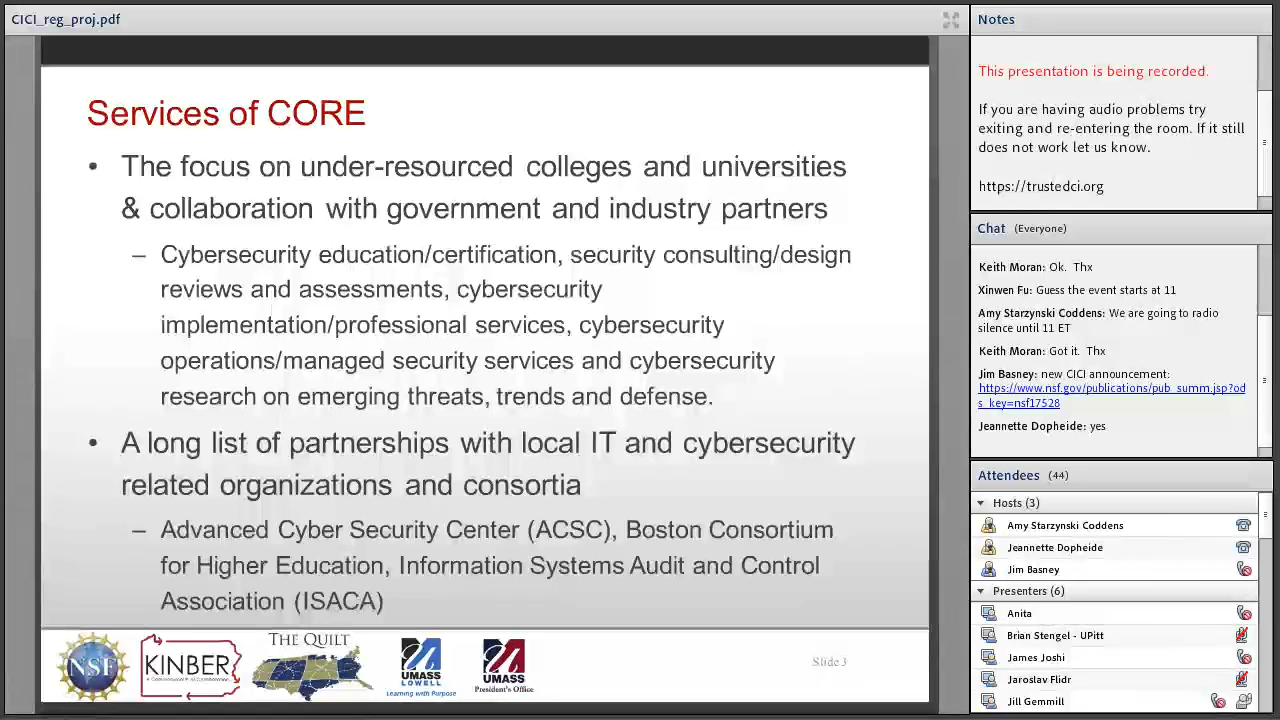 CICI_reg_proj.pdf
Services of CORE
• The focus on under-resourced colleges and universities
& collaboration with government and industry partners
– Cybersecurity education/certification, security consulting/design
reviews and assessments, cybersecurity
implementation/professional services, cybersecurity
operations/managed security services and cybersecurity
research on emerging threats, trends and defense.
• A long list of partnerships with local IT and cybersecurity
related organizations and consortia
– Advanced Cyber Security Center (ACSC), Boston Consortium
for Higher Education, Information Systems Audit and Control
Association (ISACA)
NSF
KINBER
THE QUILT
UMASS
LOWELL
Learning with Purpose
UMASS
President's Office
Slide 3
Notes
This presentation is being recorded.
If you are having audio problems try
exiting and re-entering the room. If it still
does not work let us know.
https://trustedci.org
Chat (Everyone)
Keith Moran: Ok. Thx
Xinwen Fu: Guess the event starts at 11
Amy Starzynski Coddens: We are going to radio
silence until 11 ET
Keith Moran: Got it. Thx
Jim Basney: new CICI announcement:
https://www.nsf.gov/publications/pub_summ.jsp?od
s_key=nsf17528
Jeannette Dopheide: yes
Attendees (44)
Hosts (3)
Amy Starzynski Coddens
Jeannette Dopheide
Jim Basney
Presenters (6)
Anita
Brian Stengel - UPitt
James Joshi
Jaroslav Flidr
Jill Gemmill